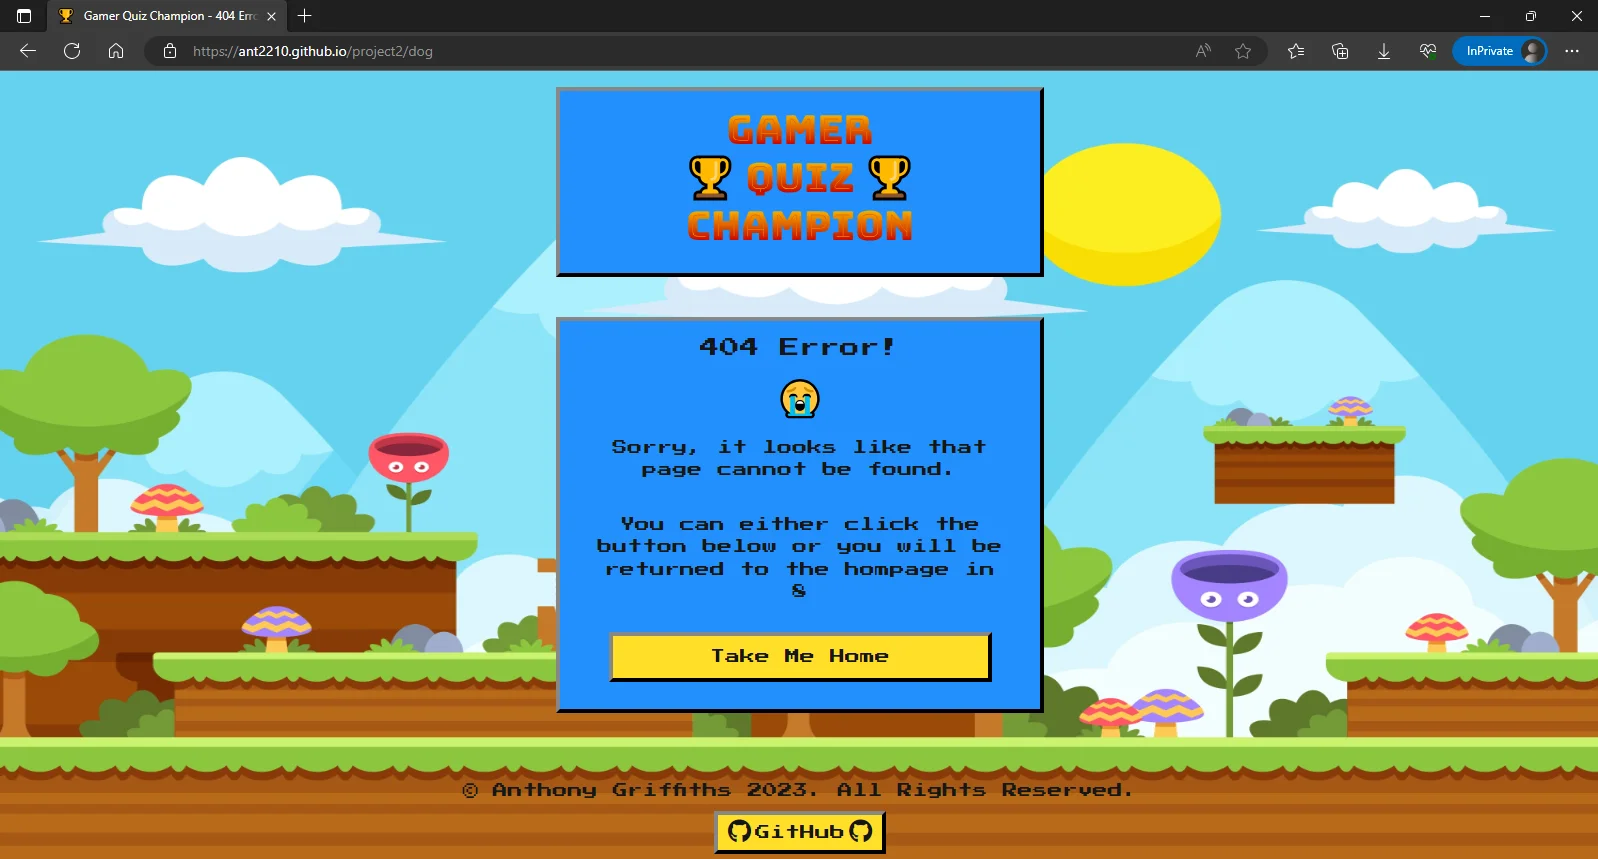 Gamer Quiz Champion - 404 Erro
https://ant2210.github.io/project2/dog
InPrivate
GAMER
QUIZ
CHAMPION
404 Error!
Sorry, it looks like that
page cannot be found.
You can either click the
button below or you will be
returned to the hompage in
8
Take Me Home
© Anthony Griffiths 2023. All Rights Reserved.
GitHub